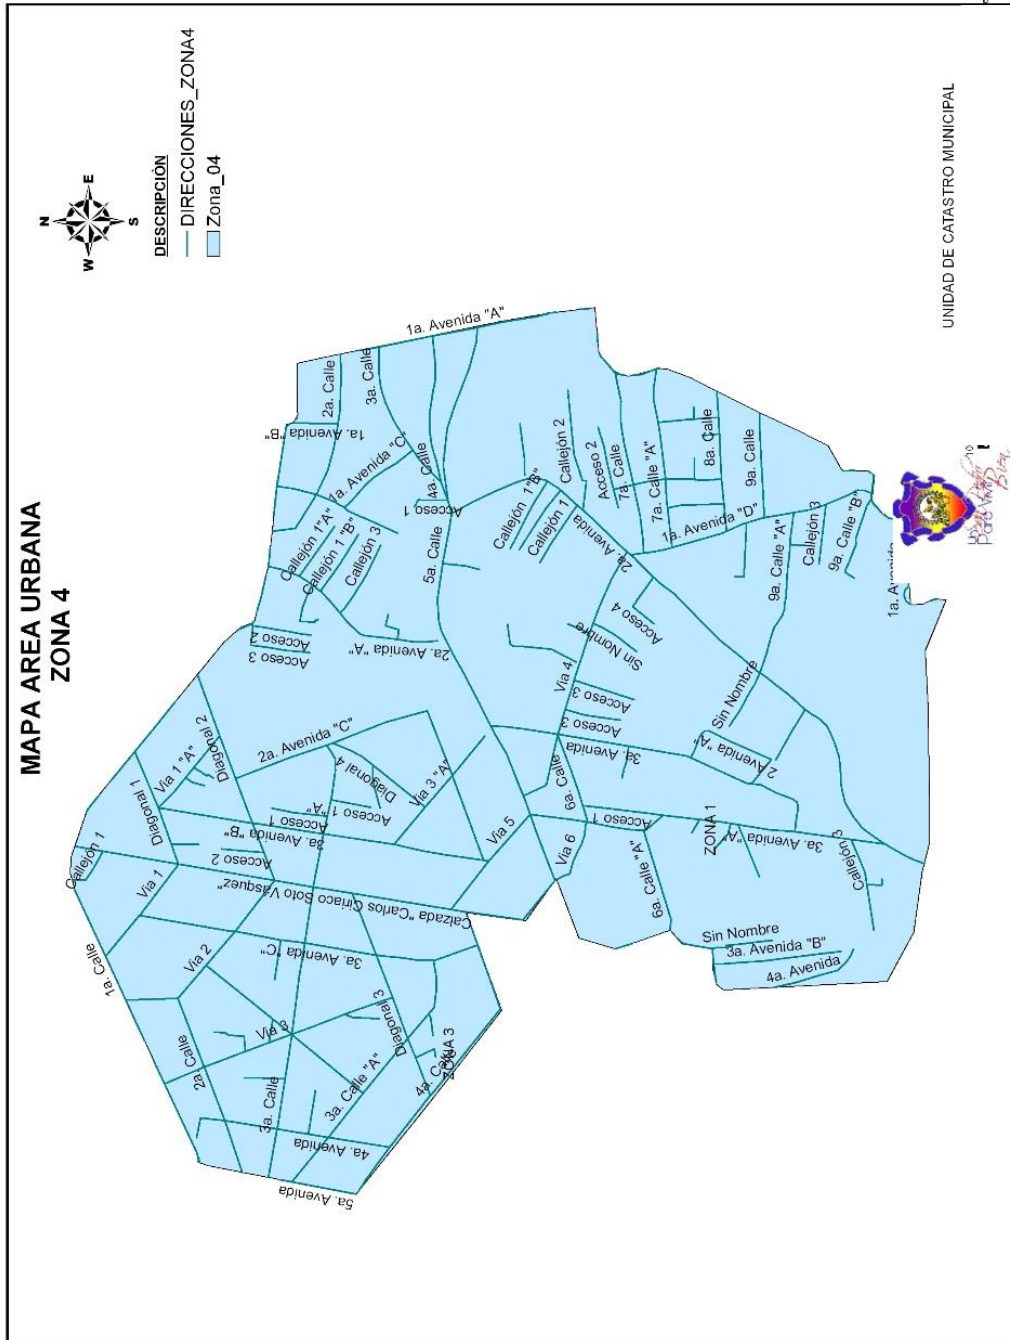 MAPA AREA URBANA
ZONA 4
N
W
E
S
DESCRIPCIÓN
DIRECCIONES_ZONA4
Zona_04
1a. Avenida "A"
2a. Calle
3a. Calle
1a. Avenida "B"
1a. Avenida "C"
4a. Calle
Acceso 1
Callejón 1"A"
Callejón 1 "B"
Callejón 3
5a. Calle
Callejón 1"B"
Callejón 1
Callejón 2
Acceso 2
7a. Calle
7a. Calle "A"
8a. Calle
9a. Calle
1a. Avenida "D"
2a. Avenida
9a. Calle "A"
Callejón 3
9a. Calle "B"
Acceso 2
Acceso 3
2a. Avenida "A"
Acceso 4
Sin Nombre
Via 4
Acceso 3
Acceso 3
Sin Nombre
2 Avenida "A"
3a. Avenida
6a. Calle
Diagonal 2
Via 1 "A"
Diagonal 1
2a. Avenida "C"
Diagonal 4
Via 3 "A"
Acceso 1 "A"
Acceso 1
3a. Avenida "B"
Acceso 2
Via 5
Via 6
Acceso 1
ZONA 1
3a. Avenida "A"
6a. Calle "A"
Callejón 3
Callejón 1
Via 1
Calzada "Carlos Ciriaco Soto Vásquez"
1a. Calle
Via 2
3a. Avenida "C"
Sin Nombre
3a. Avenida "B"
4a. Avenida
2a. Calle
Via 3
Diagonal 3
3a. Calle
3a. Calle "A"
4a. Avenida
5a. Avenida
UNIDAD DE CATASTRO MUNICIPAL